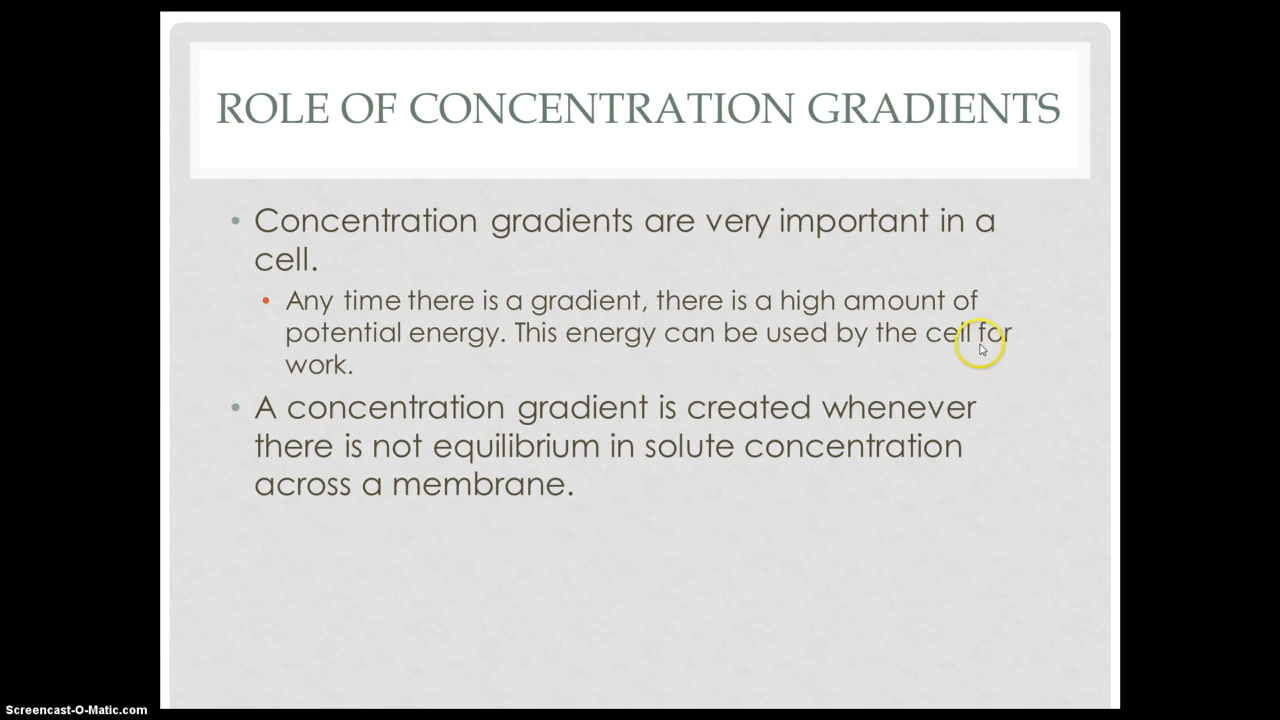 ROLE OF CONCENTRATION GRADIENTS
• Concentration gradients are very important in a
cell.
• Any time there is a gradient, there is a high amount of
potential energy. This energy can be used by the cell for
work.
• A concentration gradient is created whenever
there is not equilibrium in solute concentration
across a membrane.
Screencast-O-Matic.com